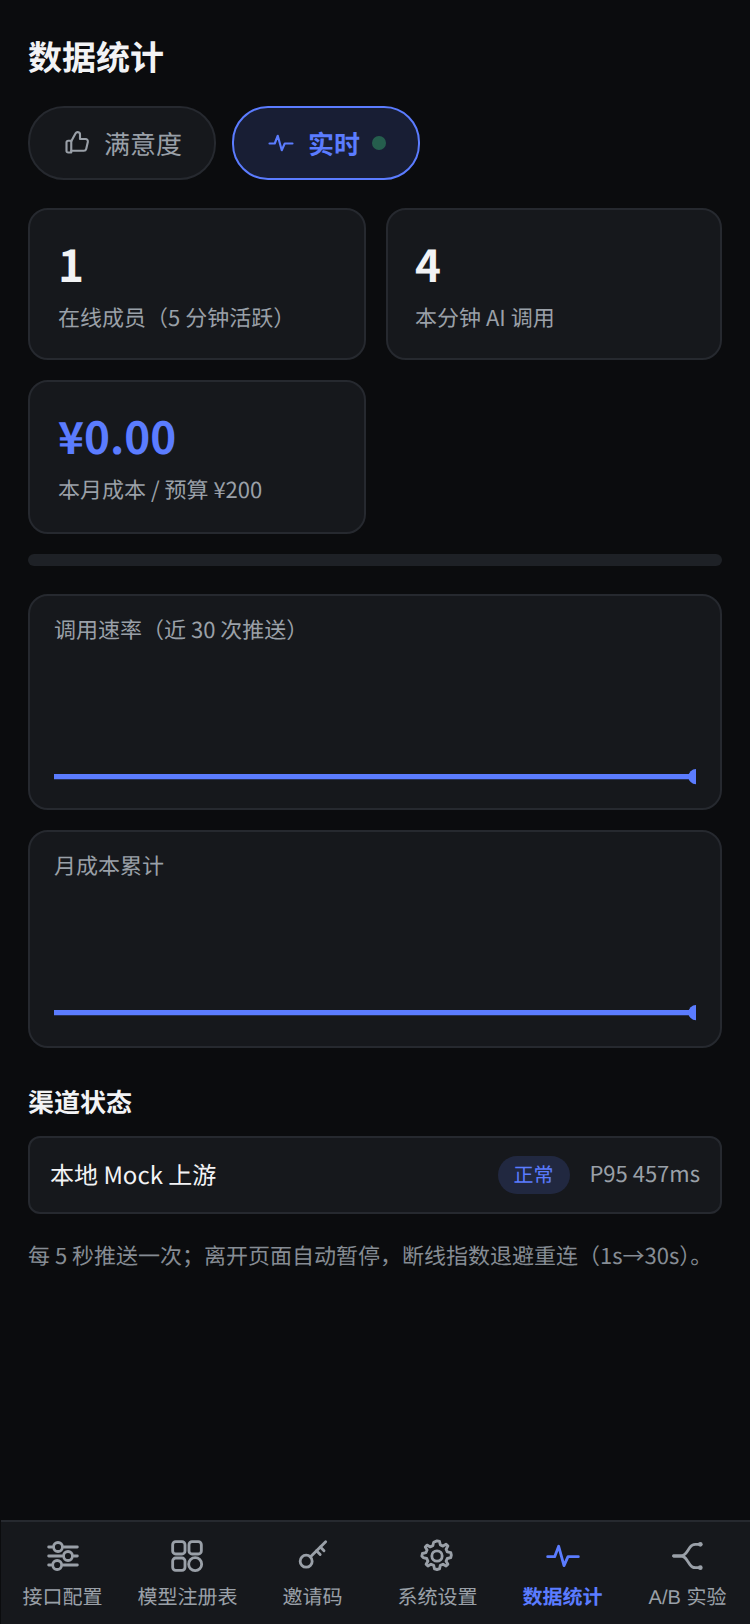 数据统计
满意度
实时
1
在线成员（5 分钟活跃）
4
本分钟 AI 调用
¥0.00
本月成本 / 预算 ¥200
调用速率（近 30 次推送）
月成本累计
渠道状态
本地 Mock 上游
正常
P95 457ms
每 5 秒推送一次；离开页面自动暂停，断线指数退避重连（1s→30s）。
接口配置
模型注册表
邀请码
系统设置
数据统计
A/B 实验